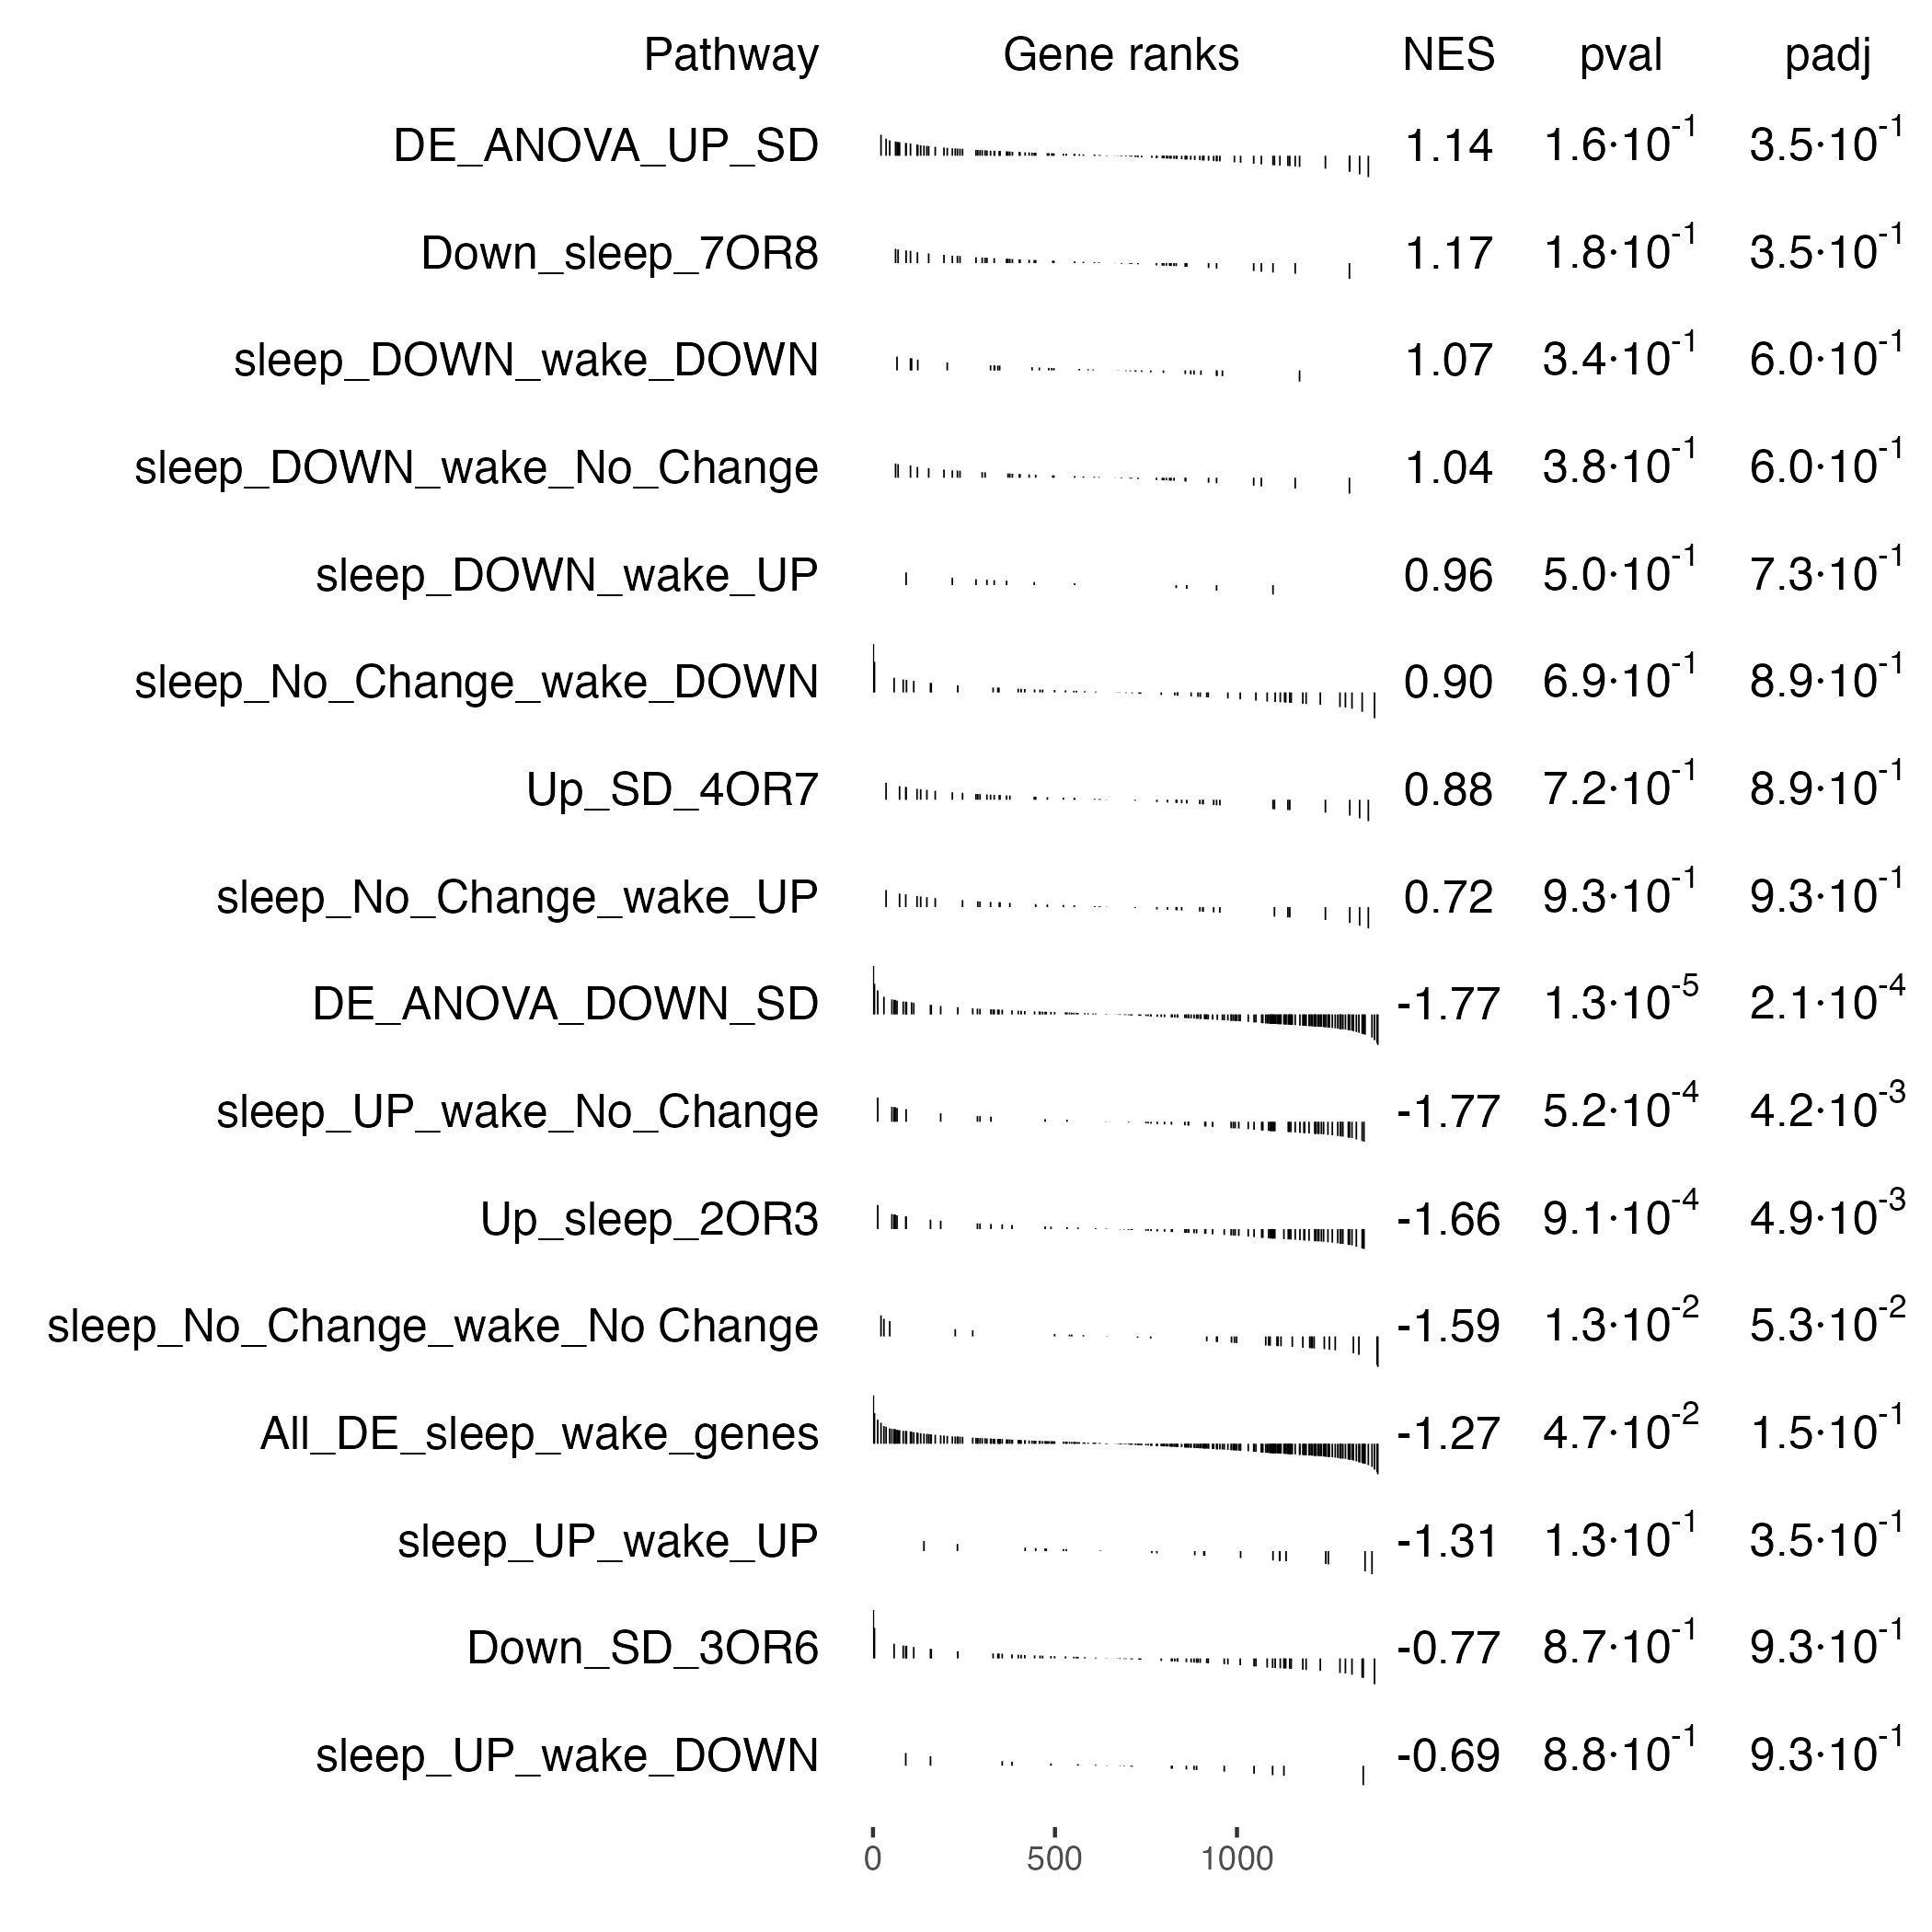 Pathway Gene ranks NES pval padj
DE_ANOVA_UP_SD 1.14 1.6·10⁻¹ 3.5·10⁻¹
Down_sleep_7OR8 1.17 1.8·10⁻¹ 3.5·10⁻¹
sleep_DOWN_wake_DOWN 1.07 3.4·10⁻¹ 6.0·10⁻¹
sleep_DOWN_wake_No_Change 1.04 3.8·10⁻¹ 6.0·10⁻¹
sleep_DOWN_wake_UP 0.96 5.0·10⁻¹ 7.3·10⁻¹
sleep_No_Change_wake_DOWN 0.90 6.9·10⁻¹ 8.9·10⁻¹
Up_SD_4OR7 0.88 7.2·10⁻¹ 8.9·10⁻¹
sleep_No_Change_wake_UP 0.72 9.3·10⁻¹ 9.3·10⁻¹
DE_ANOVA_DOWN_SD -1.77 1.3·10⁻⁵ 2.1·10⁻⁴
sleep_UP_wake_No_Change -1.77 5.2·10⁻⁴ 4.2·10⁻³
Up_sleep_2OR3 -1.66 9.1·10⁻⁴ 4.9·10⁻³
sleep_No_Change_wake_No Change -1.59 1.3·10⁻² 5.3·10⁻²
All_DE_sleep_wake_genes -1.27 4.7·10⁻² 1.5·10⁻¹
sleep_UP_wake_UP -1.31 1.3·10⁻¹ 3.5·10⁻¹
Down_SD_3OR6 -0.77 8.7·10⁻¹ 9.3·10⁻¹
sleep_UP_wake_DOWN -0.69 8.8·10⁻¹ 9.3·10⁻¹
0 500 1000